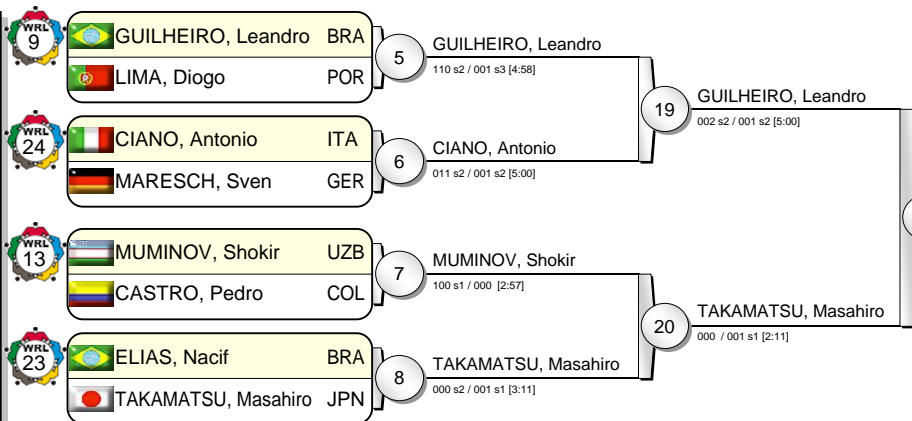 WRL
9
GUILHEIRO, Leandro BRA
LIMA, Diogo POR
5
GUILHEIRO, Leandro
110 s2 / 001 s3 [4:58]
WRL
24
CIANO, Antonio ITA
MARESCH, Sven GER
6
CIANO, Antonio
011 s2 / 001 s2 [5:00]
19
GUILHEIRO, Leandro
002 s2 / 001 s2 [5:00]
WRL
13
MUMINOV, Shokir UZB
CASTRO, Pedro COL
7
MUMINOV, Shokir
100 s1 / 000 [2:57]
WRL
23
ELIAS, Nacif BRA
TAKAMATSU, Masahiro JPN
8
TAKAMATSU, Masahiro
000 s2 / 001 s1 [3:11]
20
TAKAMATSU, Masahiro
000 / 001 s1 [2:11]